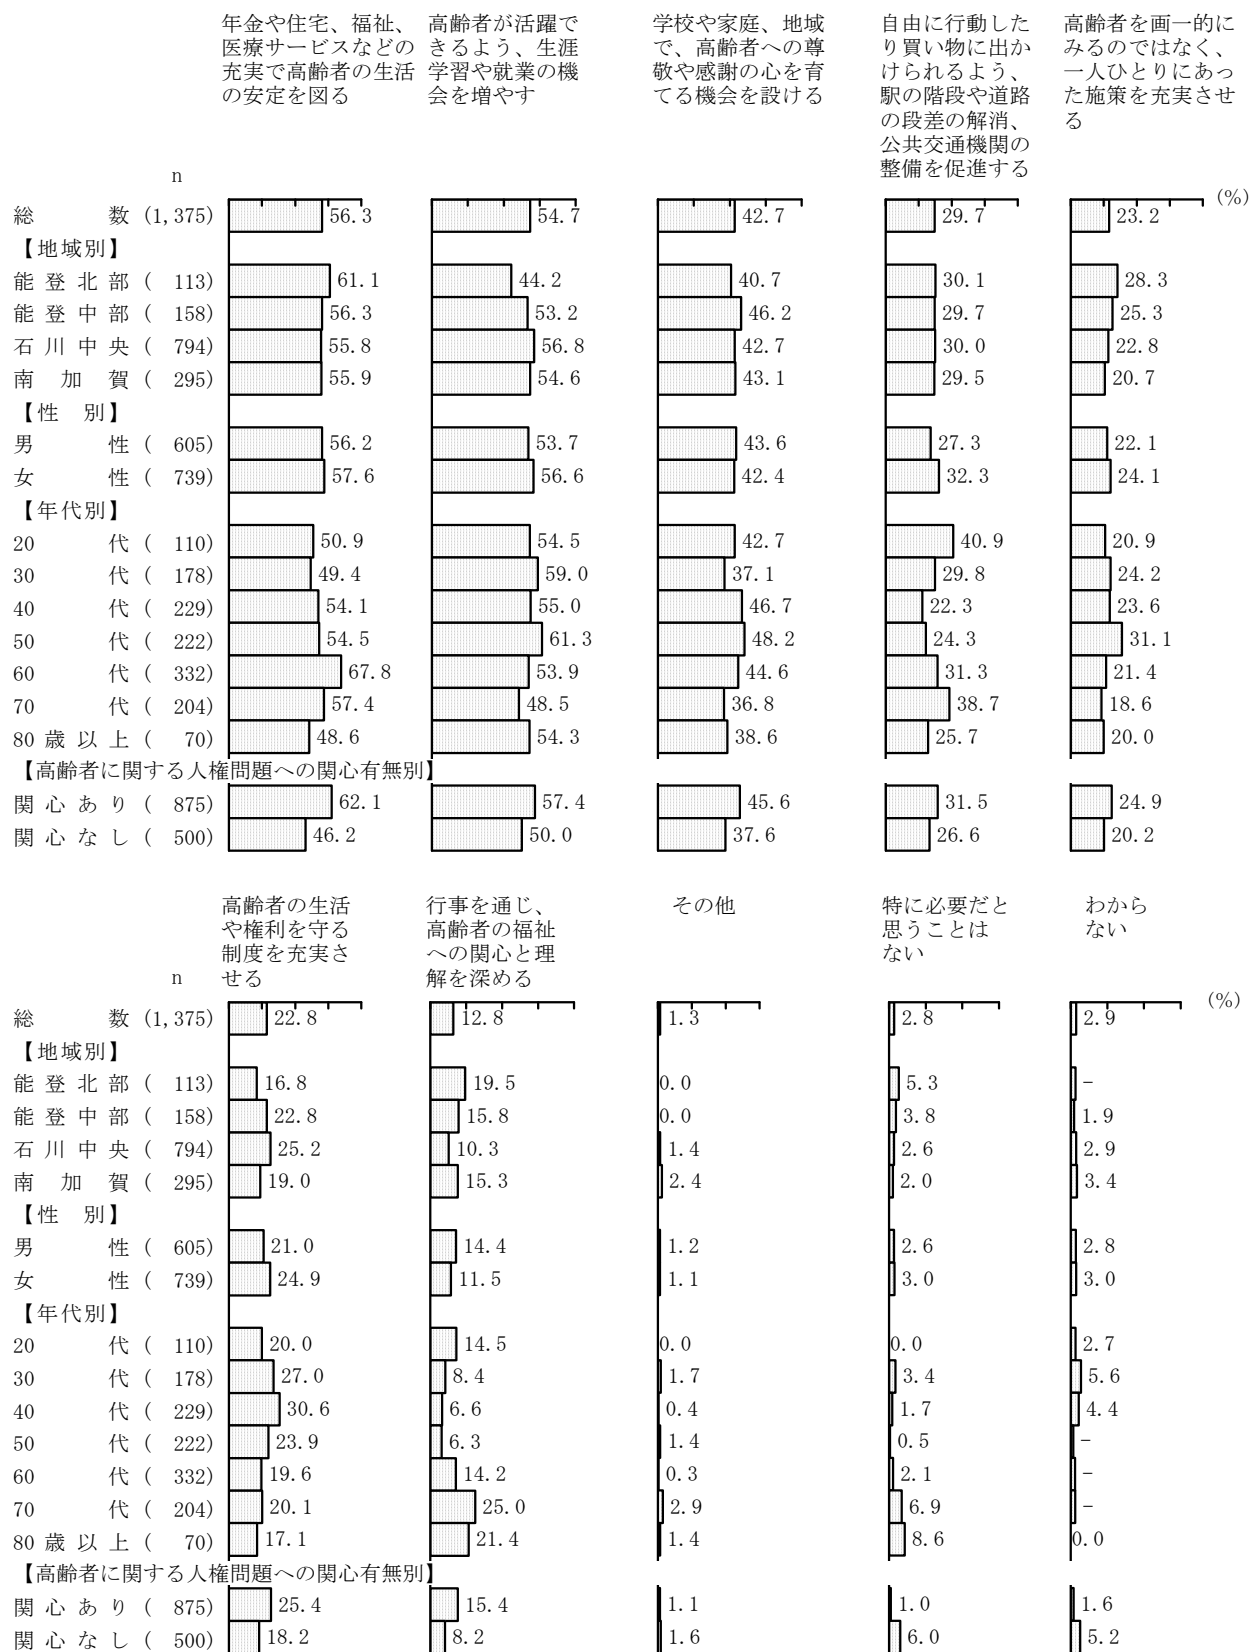 年金や住宅、福祉、
医療サービスなどの
充実で高齢者の生活
の安定を図る
高齢者が活躍で
きるよう、生涯
学習や就業の機
会を増やす
学校や家庭、地域
で、高齢者への尊
敬や感謝の心を育
てる機会を設ける
自由に行動した
り買い物に出か
けられるよう、
駅の階段や道路
の段差の解消、
公共交通機関の
整備を促進する
高齢者を画一的に
みるのではなく、
一人ひとりにあっ
た施策を充実させ
る
n
(%)
総 数 (1,375) 56.3 54.7 42.7 29.7 23.2
【地域別】
能登北部 ( 113) 61.1 44.2 40.7 30.1 28.3
能登中部 ( 158) 56.3 53.2 46.2 29.7 25.3
石川中央 ( 794) 55.8 56.8 42.7 30.0 22.8
南加賀 ( 295) 55.9 54.6 43.1 29.5 20.7
【性 別】
男 性 ( 605) 56.2 53.7 43.6 27.3 22.1
女 性 ( 739) 57.6 56.6 42.4 32.3 24.1
【年代別】
20 代 ( 110) 50.9 54.5 42.7 40.9 20.9
30 代 ( 178) 49.4 59.0 37.1 29.8 24.2
40 代 ( 229) 54.1 55.0 46.7 22.3 23.6
50 代 ( 222) 54.5 61.3 48.2 24.3 31.1
60 代 ( 332) 67.8 53.9 44.6 31.3 21.4
70 代 ( 204) 57.4 48.5 36.8 38.7 18.6
80歳以上 ( 70) 48.6 54.3 38.6 25.7 20.0
【高齢者に関する人権問題への関心有無別】
関心あり ( 875) 62.1 57.4 45.6 31.5 24.9
関心なし ( 500) 46.2 50.0 37.6 26.6 20.2
高齢者の生活
や権利を守る
制度を充実さ
せる
行事を通じ、
高齢者の福祉
への関心と理
解を深める
その他
特に必要だと
思うことは
ない
わから
ない
n
(%)
総 数 (1,375) 22.8 12.8 1.3 2.8 2.9
【地域別】
能登北部 ( 113) 16.8 19.5 0.0 5.3 -
能登中部 ( 158) 22.8 15.8 0.0 3.8 1.9
石川中央 ( 794) 25.2 10.3 1.4 2.6 2.9
南加賀 ( 295) 19.0 15.3 2.4 2.0 3.4
【性 別】
男 性 ( 605) 21.0 14.4 1.2 2.6 2.8
女 性 ( 739) 24.9 11.5 1.1 3.0 3.0
【年代別】
20 代 ( 110) 20.0 14.5 0.0 0.0 2.7
30 代 ( 178) 27.0 8.4 1.7 3.4 5.6
40 代 ( 229) 30.6 6.6 0.4 1.7 4.4
50 代 ( 222) 23.9 6.3 1.4 0.5 -
60 代 ( 332) 19.6 14.2 0.3 2.1 -
70 代 ( 204) 20.1 25.0 2.9 6.9 -
80歳以上 ( 70) 17.1 21.4 1.4 8.6 0.0
【高齢者に関する人権問題への関心有無別】
関心あり ( 875) 25.4 15.4 1.1 1.0 1.6
関心なし ( 500) 18.2 8.2 1.6 6.0 5.2